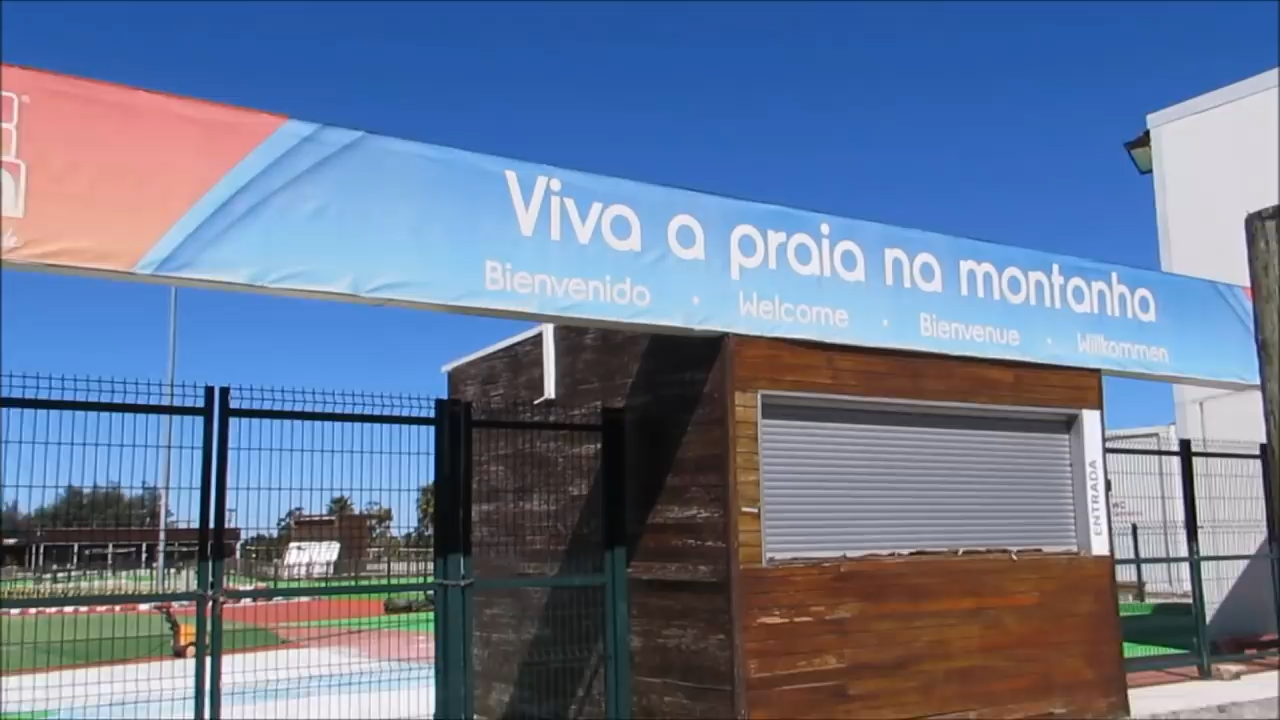 Viva a praia na montanha
Bienvenido · Welcome · Bienvenue · Willkommen
ENTRADA